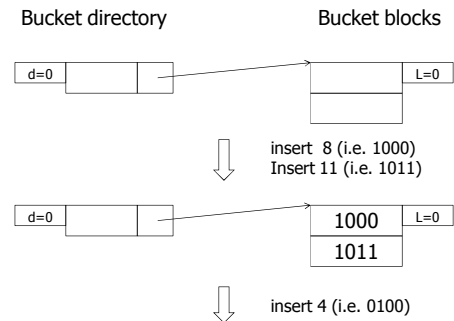 Bucket directory Bucket blocks
d=0 L=0
insert 8 (i.e. 1000)
Insert 11 (i.e. 1011)
d=0 1000 L=0
1011
insert 4 (i.e. 0100)